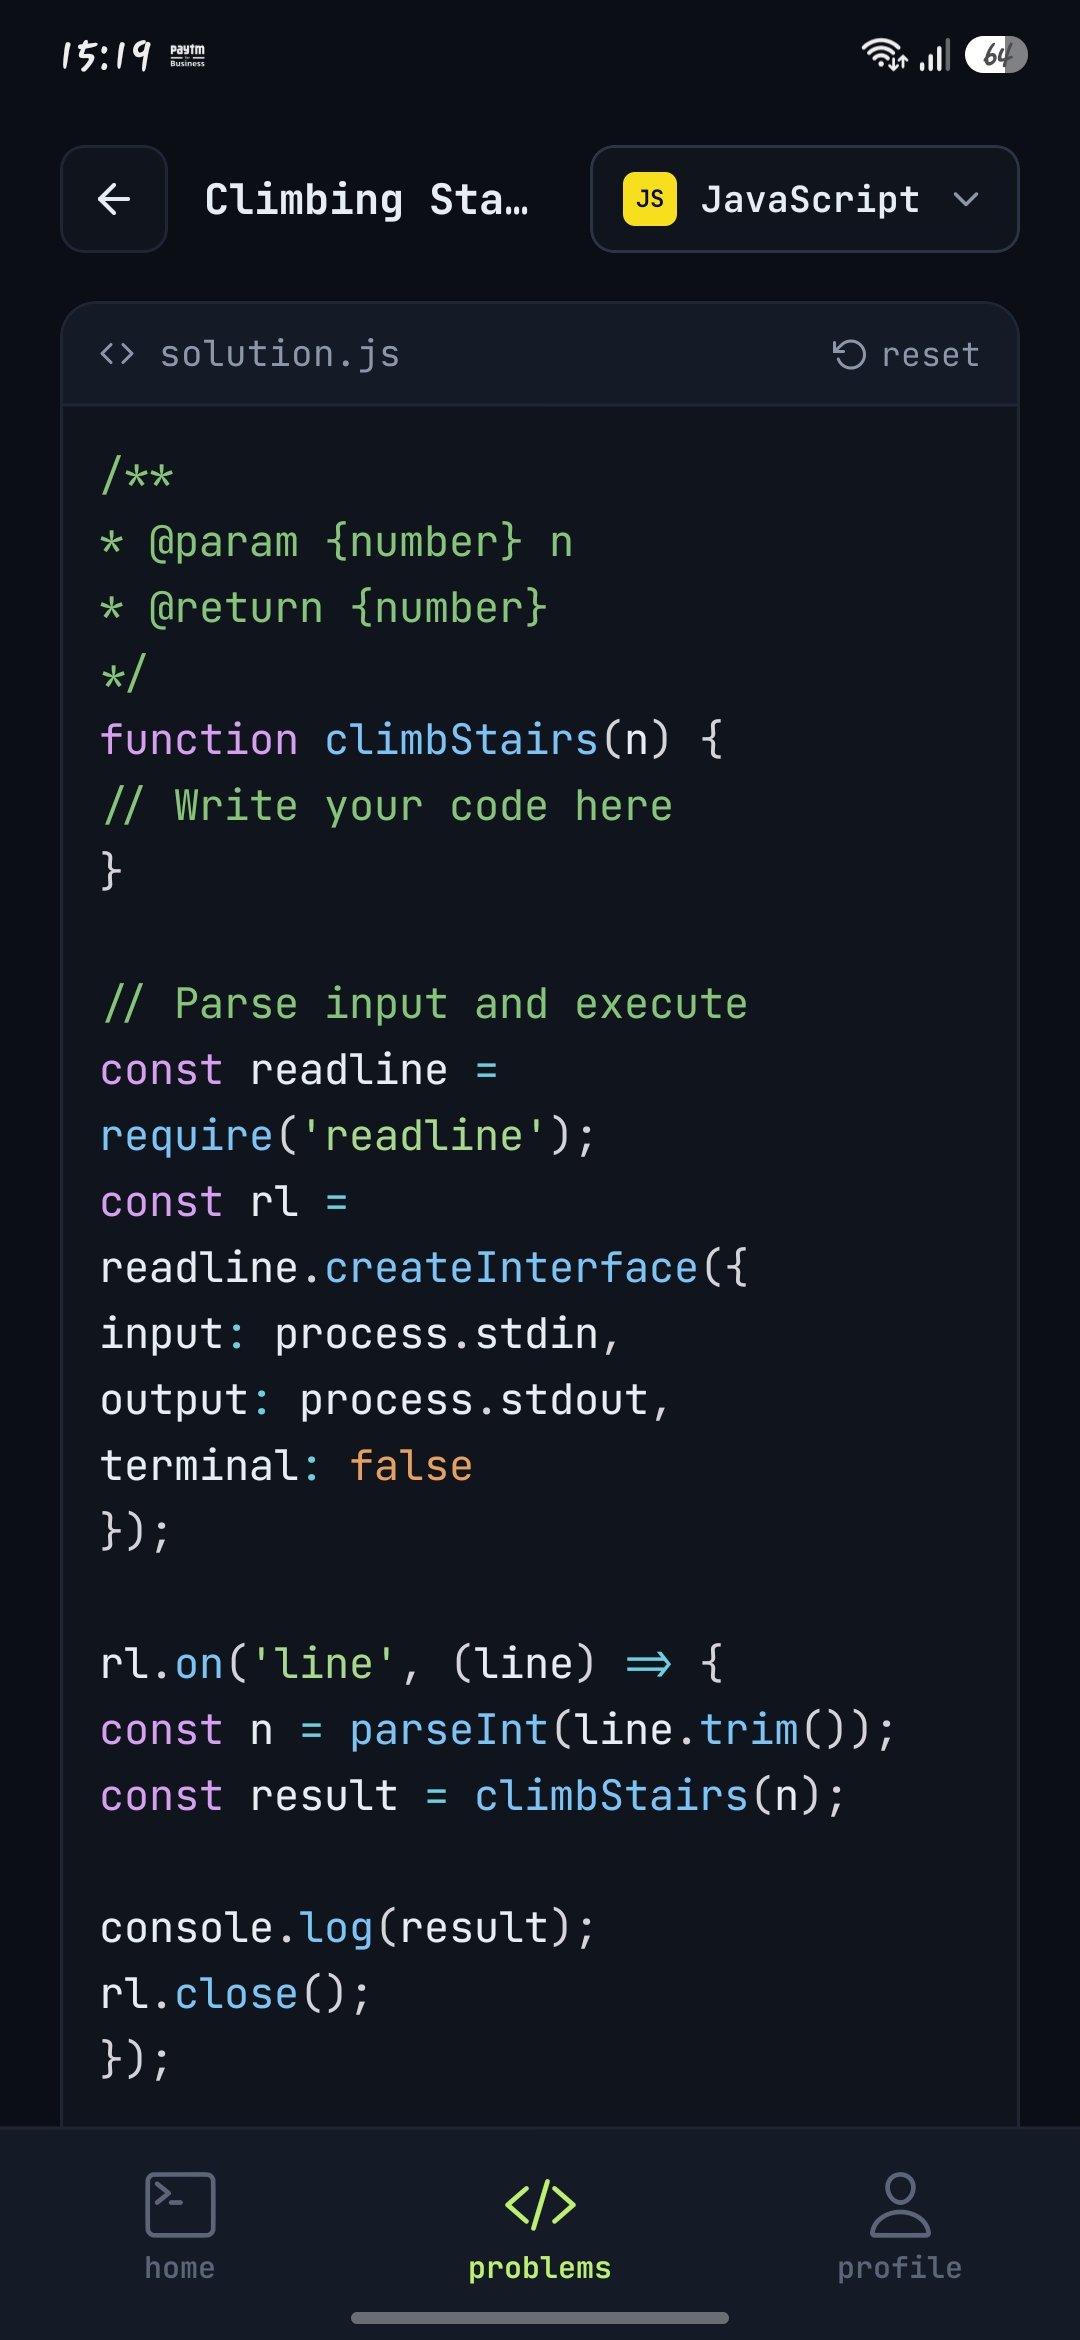 15:19 paytm Business 64
Climbing Sta… JS JavaScript
<> solution.js reset
/**
* @param {number} n
* @return {number}
*/
function climbStairs(n) {
// Write your code here
}
// Parse input and execute
const readline =
require('readline');
const rl =
readline.createInterface({
input: process.stdin,
output: process.stdout,
terminal: false
});
rl.on('line', (line) => {
const n = parseInt(line.trim());
const result = climbStairs(n);
console.log(result);
rl.close();
});
home problems profile